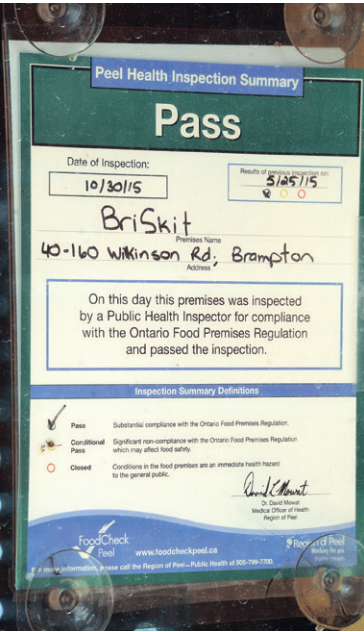 Peel Health Inspection Summary
Pass
Date of Inspection:
10/30/15
Results of previous inspection on:
5/25/15
BriSkit
Premises Name
40-160 Wilkinson Rd; Brampton
Address
On this day this premises was inspected
by a Public Health Inspector for compliance
with the Ontario Food Premises Regulation
and passed the inspection.
Inspection Summary Definitions
Pass Substantial compliance with the Ontario Food Premises Regulation.
Conditional Pass Significant non-compliance with the Ontario Food Premises Regulation
which may affect food safety.
Closed Conditions in the food premises are an immediate health hazard
to the general public.
David L Mowat
Dr. David Mowat
Medical Officer of Health
Region of Peel
FoodCheck
Peel
www.foodcheckpeel.ca
Region of Peel
Working for you
For more information, please call the Region of Peel–Public Health at 905-799-7700.